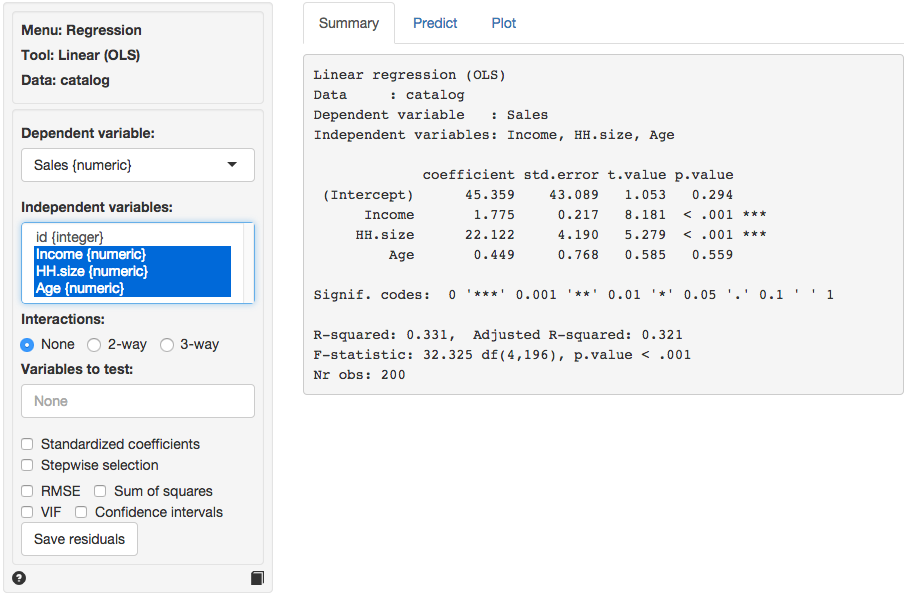 Menu: Regression
Tool: Linear (OLS)
Data: catalog
Dependent variable:
Sales {numeric}
Independent variables:
id {integer}
Income {numeric}
HH.size {numeric}
Age {numeric}
Interactions:
None 2-way 3-way
Variables to test:
None
Standardized coefficients
Stepwise selection
RMSE Sum of squares
VIF Confidence intervals
Save residuals
?
Summary Predict Plot
Linear regression (OLS)
Data : catalog
Dependent variable : Sales
Independent variables: Income, HH.size, Age
coefficient std.error t.value p.value
(Intercept) 45.359 43.089 1.053 0.294
Income 1.775 0.217 8.181 < .001 ***
HH.size 22.122 4.190 5.279 < .001 ***
Age 0.449 0.768 0.585 0.559
Signif. codes: 0 '***' 0.001 '**' 0.01 '*' 0.05 '.' 0.1 ' ' 1
R-squared: 0.331, Adjusted R-squared: 0.321
F-statistic: 32.325 df(4,196), p.value < .001
Nr obs: 200